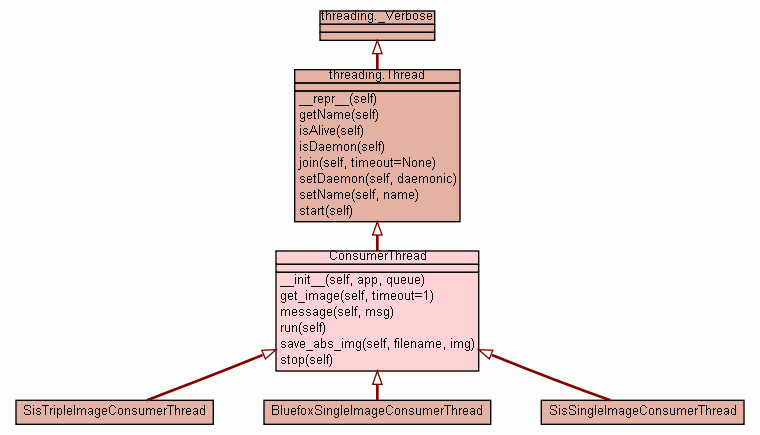 threading._Verbose
threading.Thread
__repr__(self)
getName(self)
isAlive(self)
isDaemon(self)
join(self, timeout=None)
setDaemon(self, daemonic)
setName(self, name)
start(self)
ConsumerThread
__init__(self, app, queue)
get_image(self, timeout=1)
message(self, msg)
run(self)
save_abs_img(self, filename, img)
stop(self)
SisTripleImageConsumerThread
BluefoxSingleImageConsumerThread
SisSingleImageConsumerThread